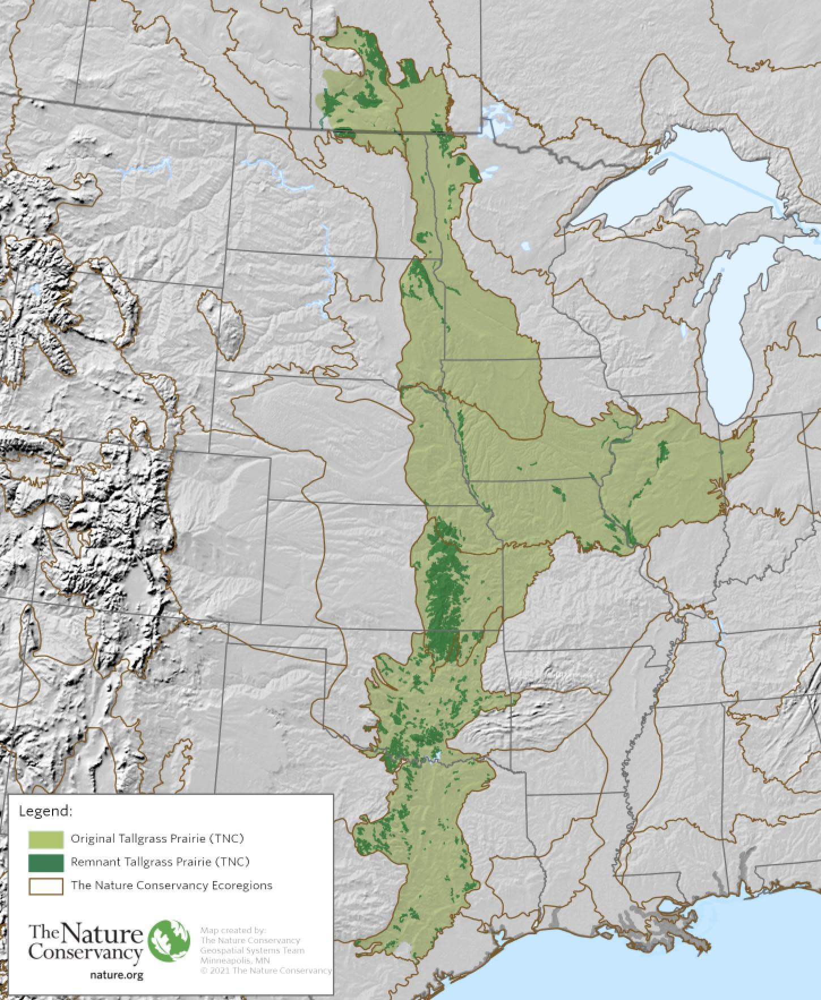 Legend:
Original Tallgrass Prairie (TNC)
Remnant Tallgrass Prairie (TNC)
The Nature Conservancy Ecoregions
The Nature
Conservancy
nature.org
Map created by:
The Nature Conservancy
Geospatial Systems Team
Minneapolis, MN
© 2021 The Nature Conservancy